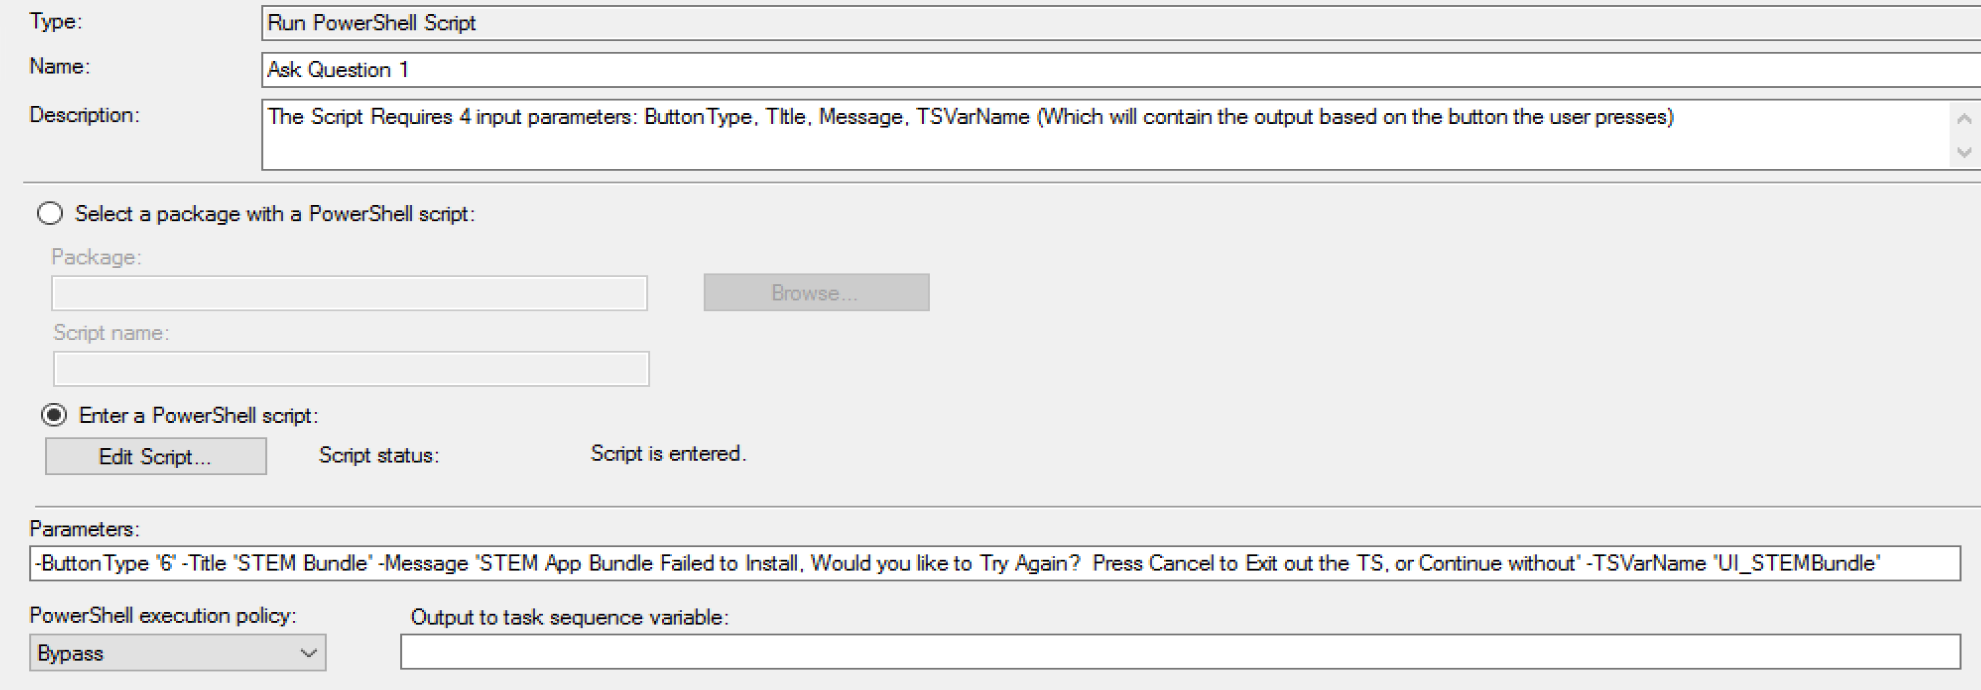 Type:
Run PowerShell Script
Name:
Ask Question 1
Description:
The Script Requires 4 input parameters: ButtonType, TItle, Message, TSVarName (Which will contain the output based on the button the user presses)
Select a package with a PowerShell script:
Package:
Browse...
Script name:
Enter a PowerShell script:
Edit Script... Script status: Script is entered.
Parameters:
-ButtonType "6" -Title "STEM Bundle" -Message "STEM App Bundle Failed to Install, Would you like to Try Again?  Press Cancel to Exit out the TS, or Continue without" -TSVarName "UI_STEMBundle"
PowerShell execution policy: Output to task sequence variable:
Bypass